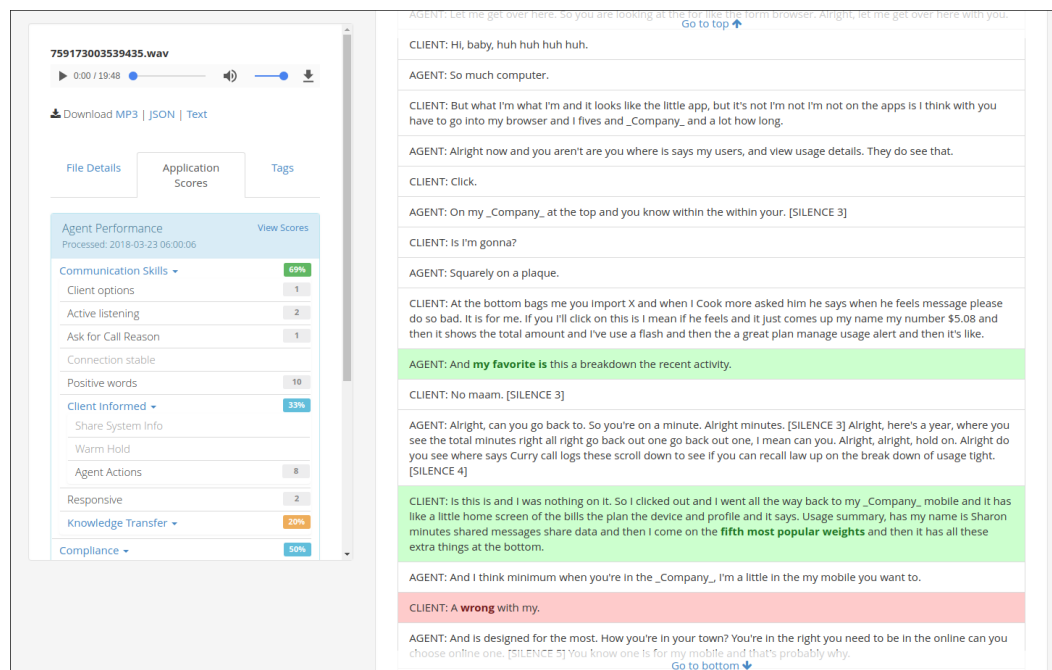 759173003539435.wav
0:00 / 19:48
Download MP3 | JSON | Text
File Details
Application
Scores
Tags
Agent Performance
View Scores
Processed: 2018-03-23 06:00:06
Communication Skills
69%
Client options
1
Active listening
2
Ask for Call Reason
1
Connection stable
Positive words
10
Client Informed
33%
Share System Info
Warm Hold
Agent Actions
8
Responsive
2
Knowledge Transfer
20%
Compliance
50%
AGENT: Let me get over here. So you are looking at the for like the form browser. Alright, let me get over here with you.
Go to top
CLIENT: Hi, baby, huh huh huh huh.
AGENT: So much computer.
CLIENT: But what I'm what I'm and it looks like the little app, but it's not I'm not I'm not on the apps is I think with you
have to go into my browser and I fives and _Company_ and a lot how long.
AGENT: Alright now and you aren't are you where is says my users, and view usage details. They do see that.
CLIENT: Click.
AGENT: On my _Company_ at the top and you know within the within your. [SILENCE 3]
CLIENT: Is I'm gonna?
AGENT: Squarely on a plaque.
CLIENT: At the bottom bags me you import X and when I Cook more asked him he says when he feels message please
do so bad. It is for me. If you I'll click on this is I mean if he feels and it just comes up my name my number $5.08 and
then it shows the total amount and I've use a flash and then the a great plan manage usage alert and then it's like.
AGENT: And my favorite is this a breakdown the recent activity.
CLIENT: No maam. [SILENCE 3]
AGENT: Alright, can you go back to. So you're on a minute. Alright minutes. [SILENCE 3] Alright, here's a year, where you
see the total minutes right all right go back out one go back out one, I mean can you. Alright, alright, hold on. Alright do
you see where says Curry call logs these scroll down to see if you can recall law up on the break down of usage tight.
[SILENCE 4]
CLIENT: Is this is and I was nothing on it. So I clicked out and I went all the way back to my _Company_ mobile and it has
like a little home screen of the bills the plan the device and profile and it says. Usage summary, has my name is Sharon
minutes shared messages share data and then I come on the fifth most popular weights and then it has all these
extra things at the bottom.
AGENT: And I think minimum when you're in the _Company_, I'm a little in the my mobile you want to.
CLIENT: A wrong with my.
AGENT: And is designed for the most. How you're in your town? You're in the right you need to be in the online can you
choose online one. [SILENCE 5] You know one is for my mobile and that's probably why.
Go to bottom